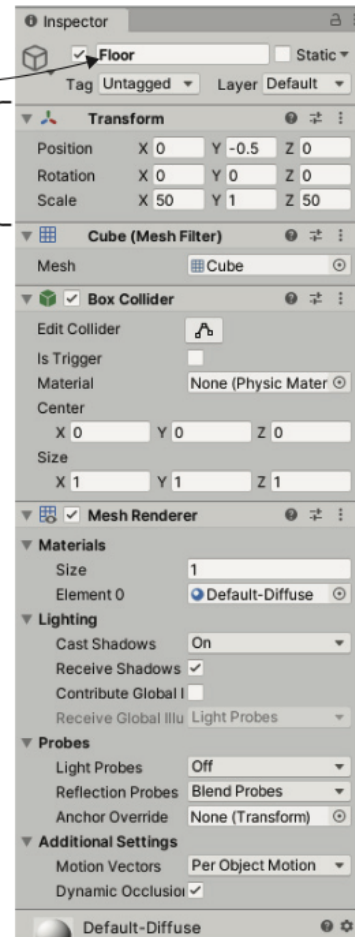 Inspector
Floor Static
Tag Untagged Layer Default
Transform
Position X 0 Y -0.5 Z 0
Rotation X 0 Y 0 Z 0
Scale X 50 Y 1 Z 50
Cube (Mesh Filter)
Mesh Cube
Box Collider
Edit Collider
Is Trigger
Material None (Physic Mater
Center
X 0 Y 0 Z 0
Size
X 1 Y 1 Z 1
Mesh Renderer
Materials
Size 1
Element 0 Default-Diffuse
Lighting
Cast Shadows On
Receive Shadows
Contribute Global I
Receive Global Illu Light Probes
Probes
Light Probes Off
Reflection Probes Blend Probes
Anchor Override None (Transform)
Additional Settings
Motion Vectors Per Object Motion
Dynamic Occlusion
Default-Diffuse